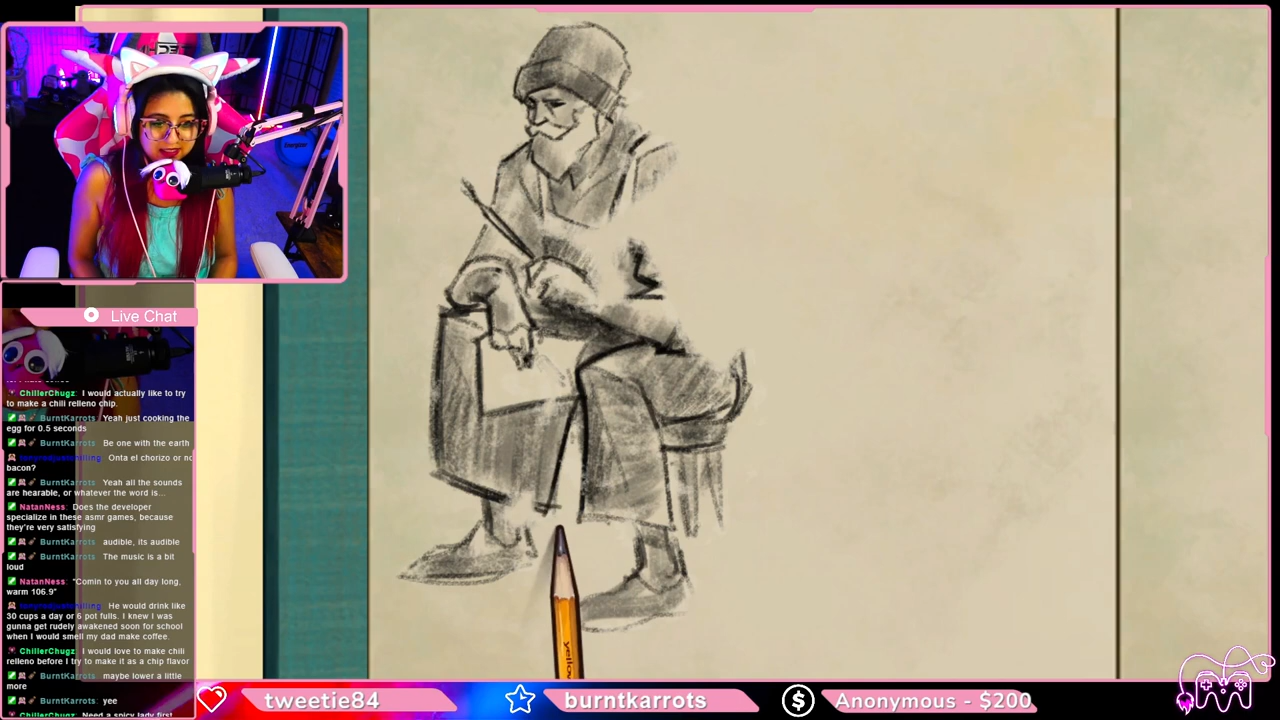 Live Chat
ChillerChugz: I would actually like to try
to make a chili relleno chip.
BurntKarrots Yeah just cooking the
egg for 0.5 seconds
BurntKarrots Be one with the earth
Onta el chorizo or no
bacon?
BurntKarrots Yeah all the sounds
are hearable, or whatever the word is...
NatanNess: Does the developer
specialize in these asmr games, because
they're very satisfying
BurntKarrots audible, its audible
BurntKarrots The music is a bit
loud
NatanNess: "Comin to you all day long,
warm 106.9"
He would drink like
30 cups a day or 6 pot fulls. I knew I was
gunna get rudely awakened soon for school
when I would smell my dad make coffee.
ChillerChugz: I would love to make chili
relleno before I try to make it as a chip flavor
BurntKarrots maybe lower a little
more
BurntKarrots: yee
ChillerChugz: Need a spicy lady first
yellow
tweetie84
burntkarrots
Anonymous - $200